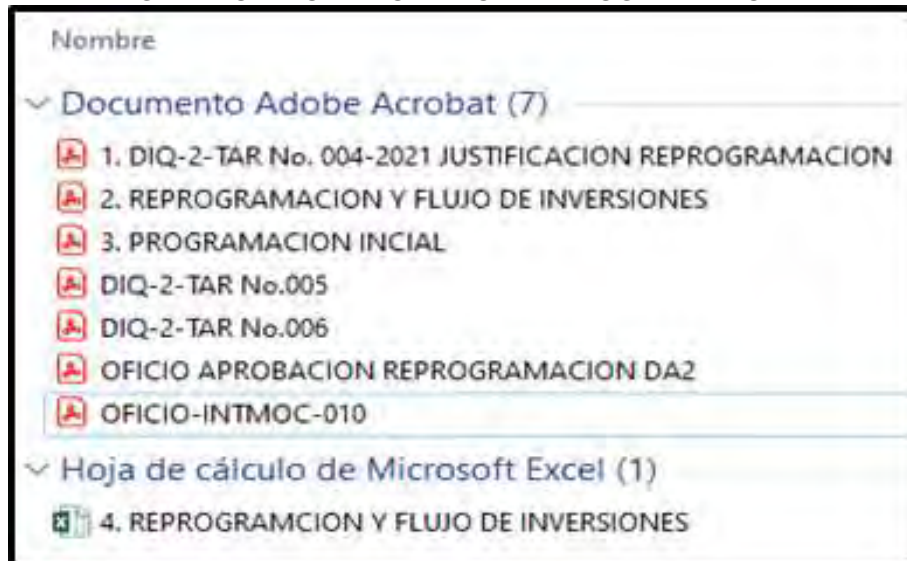 Nombre
Documento Adobe Acrobat (7)
1. DIQ-2-TAR No. 004-2021 JUSTIFICACION REPROGRAMACION
2. REPROGRAMACION Y FLUJO DE INVERSIONES
3. PROGRAMACION INCIAL
DIQ-2-TAR No.005
DIQ-2-TAR No.006
OFICIO APROBACION REPROGRAMACION DA2
OFICIO-INTMOC-010
Hoja de cálculo de Microsoft Excel (1)
4. REPROGRAMCION Y FLUJO DE INVERSIONES